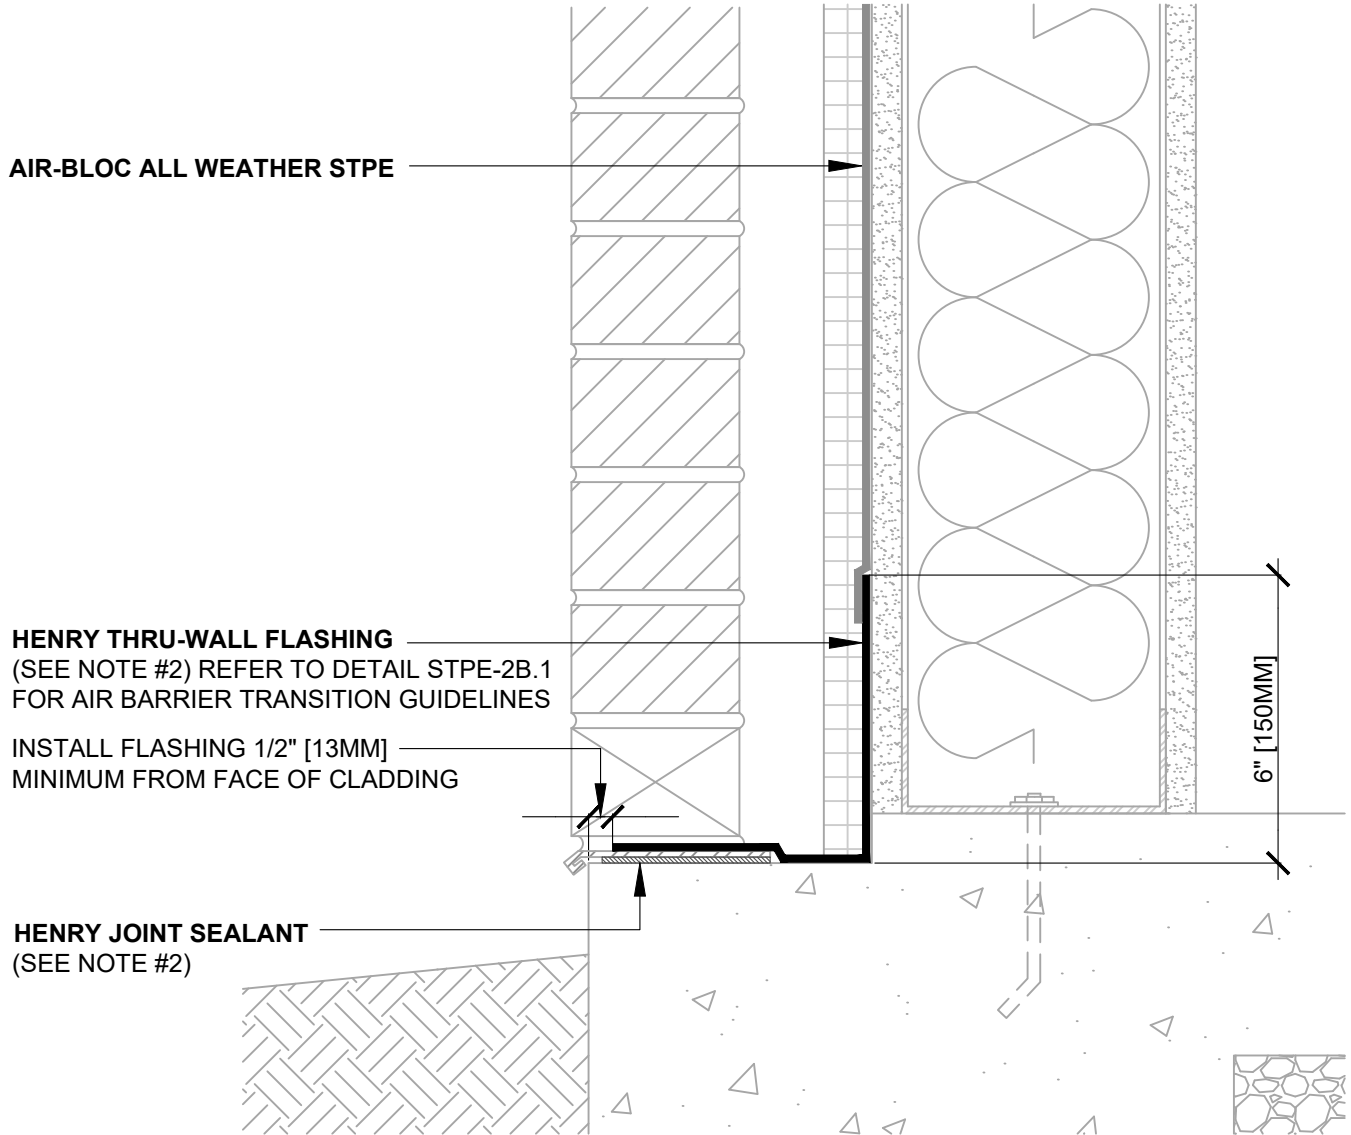 AIR-BLOC ALL WEATHER STPE
HENRY THRU-WALL FLASHING
(SEE NOTE #2) REFER TO DETAIL STPE-2B.1
FOR AIR BARRIER TRANSITION GUIDELINES
INSTALL FLASHING 1/2" [13MM]
MINIMUM FROM FACE OF CLADDING
6" [150MM]
HENRY JOINT SEALANT
(SEE NOTE #2)